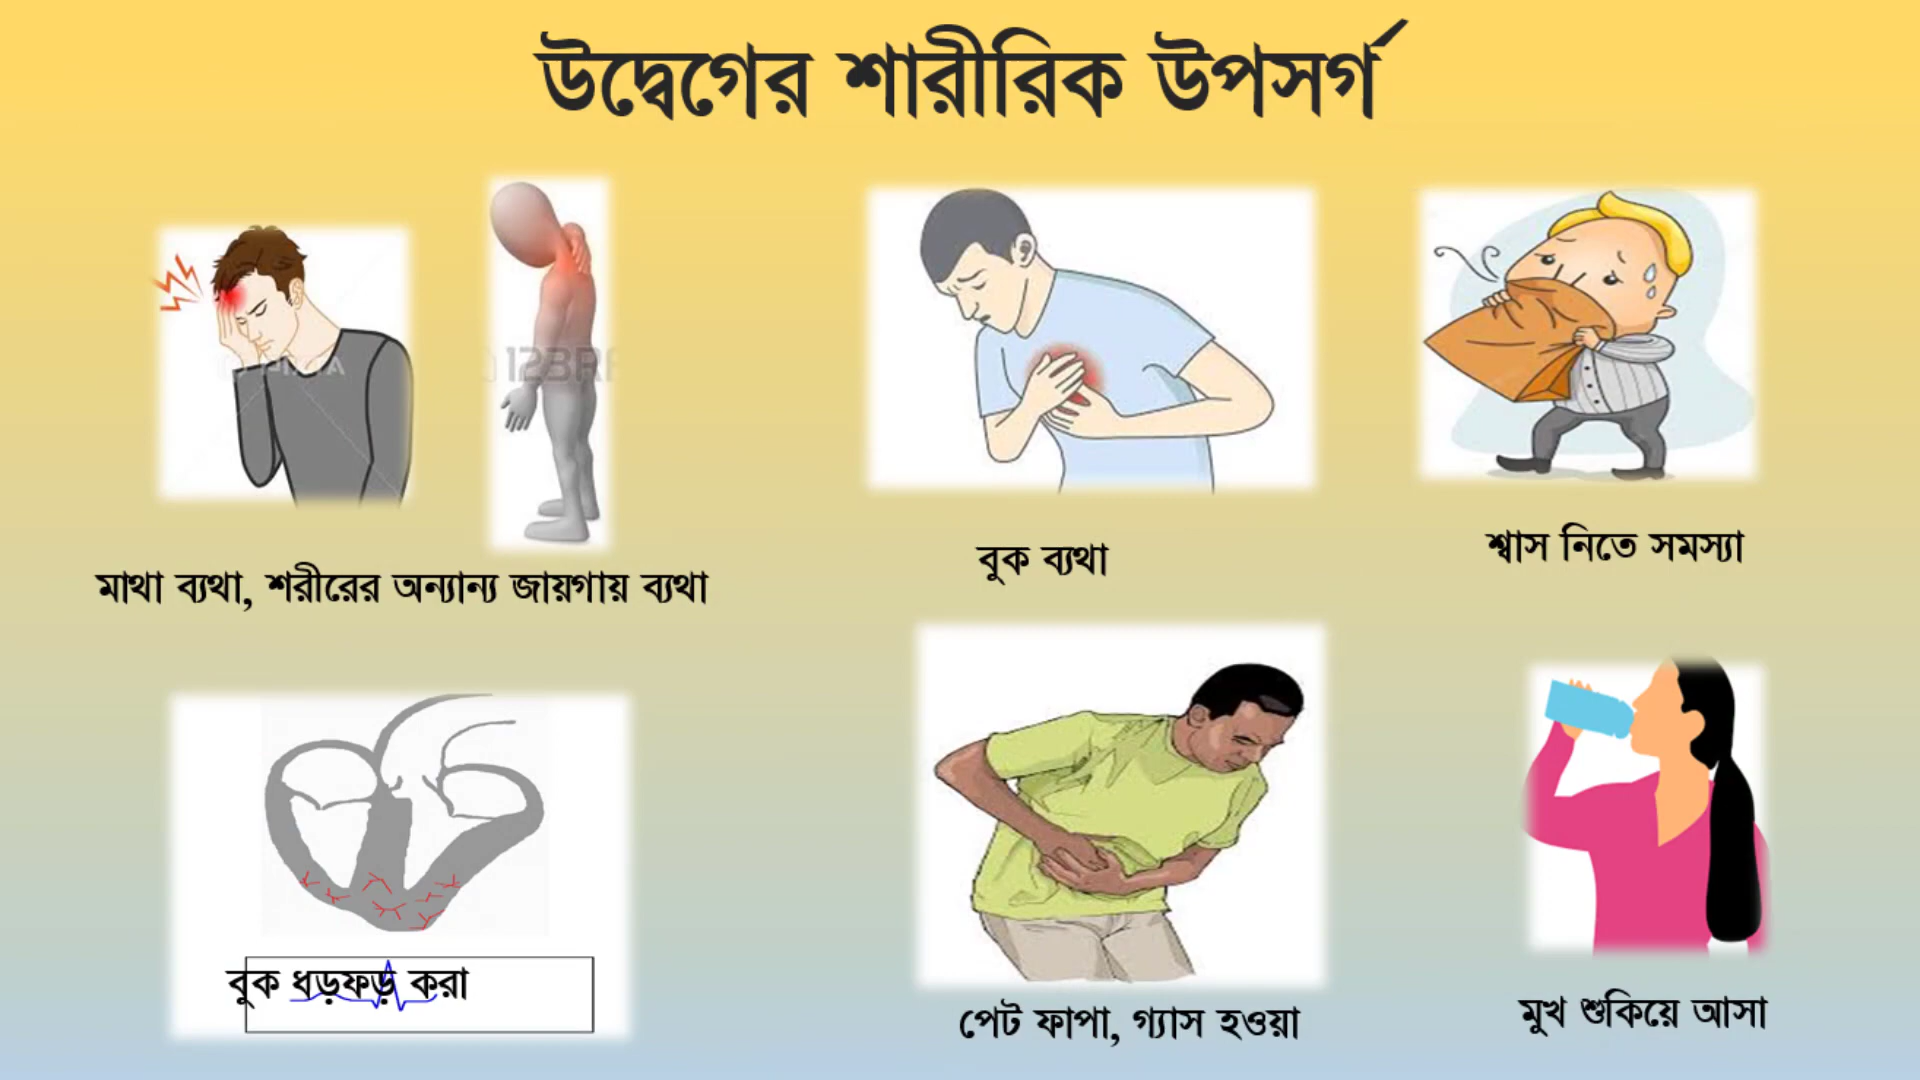 উদ্বেগের শারীরিক উপসর্গ
মাথা ব্যথা, শরীরের অন্যান্য জায়গায় ব্যথা
বুক ব্যথা
শ্বাস নিতে সমস্যা
বুক ধড়ফড় করা
পেট ফাপা, গ্যাস হওয়া
মুখ শুকিয়ে আসা